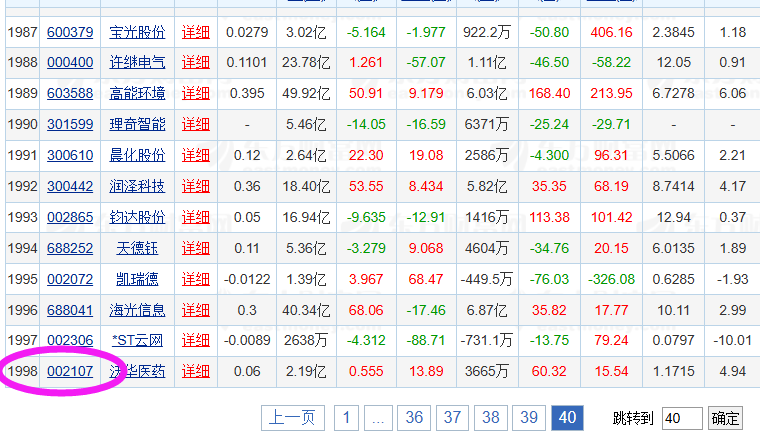 1987 600379 宝光股份 详细 0.0279 3.02亿 -5.164 -1.977 922.2万 -50.80 406.16 2.3845 1.18
1988 000400 许继电气 详细 0.1101 23.78亿 1.261 -57.07 1.11亿 -46.50 -58.22 12.05 0.91
1989 603588 高能环境 详细 0.395 49.92亿 50.91 9.179 6.03亿 168.40 213.95 6.7278 6.06
1990 301599 理奇智能 详细 - 5.46亿 -14.05 -16.59 6371万 -25.24 -29.71 - -
1991 300610 晨化股份 详细 0.12 2.64亿 22.30 19.08 2586万 -4.300 96.31 5.5066 2.21
1992 300442 润泽科技 详细 0.36 18.40亿 53.55 8.434 5.82亿 35.35 68.19 8.7414 4.17
1993 002865 钧达股份 详细 0.05 16.94亿 -9.635 -12.91 1416万 113.38 101.42 12.94 0.37
1994 688252 天德钰 详细 0.11 5.36亿 -3.279 9.068 4604万 -34.76 20.15 6.0135 1.89
1995 002072 凯瑞德 详细 -0.0122 1.39亿 3.967 68.47 -449.5万 -76.03 -326.08 0.6285 -1.93
1996 688041 海光信息 详细 0.3 40.34亿 68.06 -17.46 6.87亿 35.82 17.77 10.11 2.99
1997 002306 *ST云网 详细 -0.0089 2638万 -4.312 -88.71 -731.1万 -13.75 79.24 0.0797 -10.01
1998 002107 沃华医药 详细 0.06 2.19亿 0.555 13.89 3665万 60.32 15.54 1.1715 4.94
上一页 1 ... 36 37 38 39 40 跳转到 40 确定